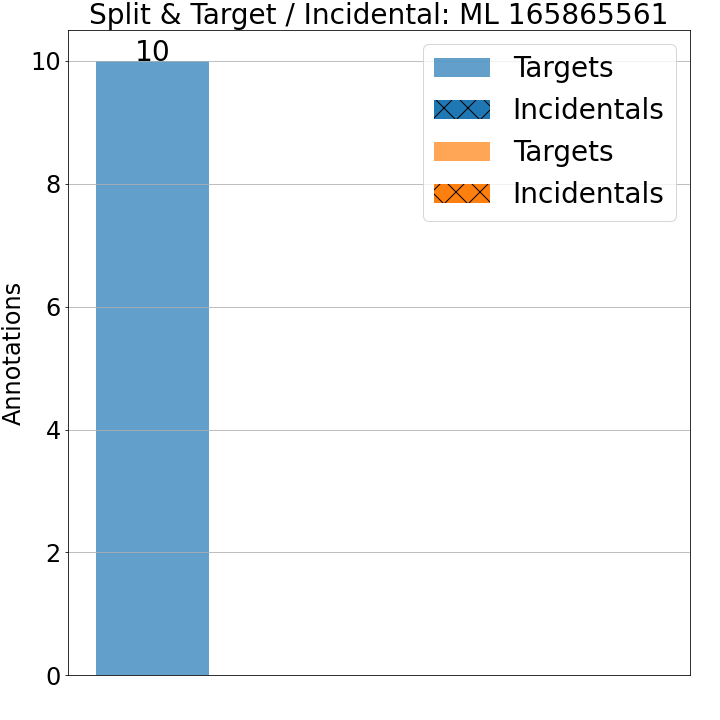 Split & Target / Incidental: ML 165865561
10
Targets
Incidentals
Targets
Incidentals
Annotations
10
8
6
4
2
0